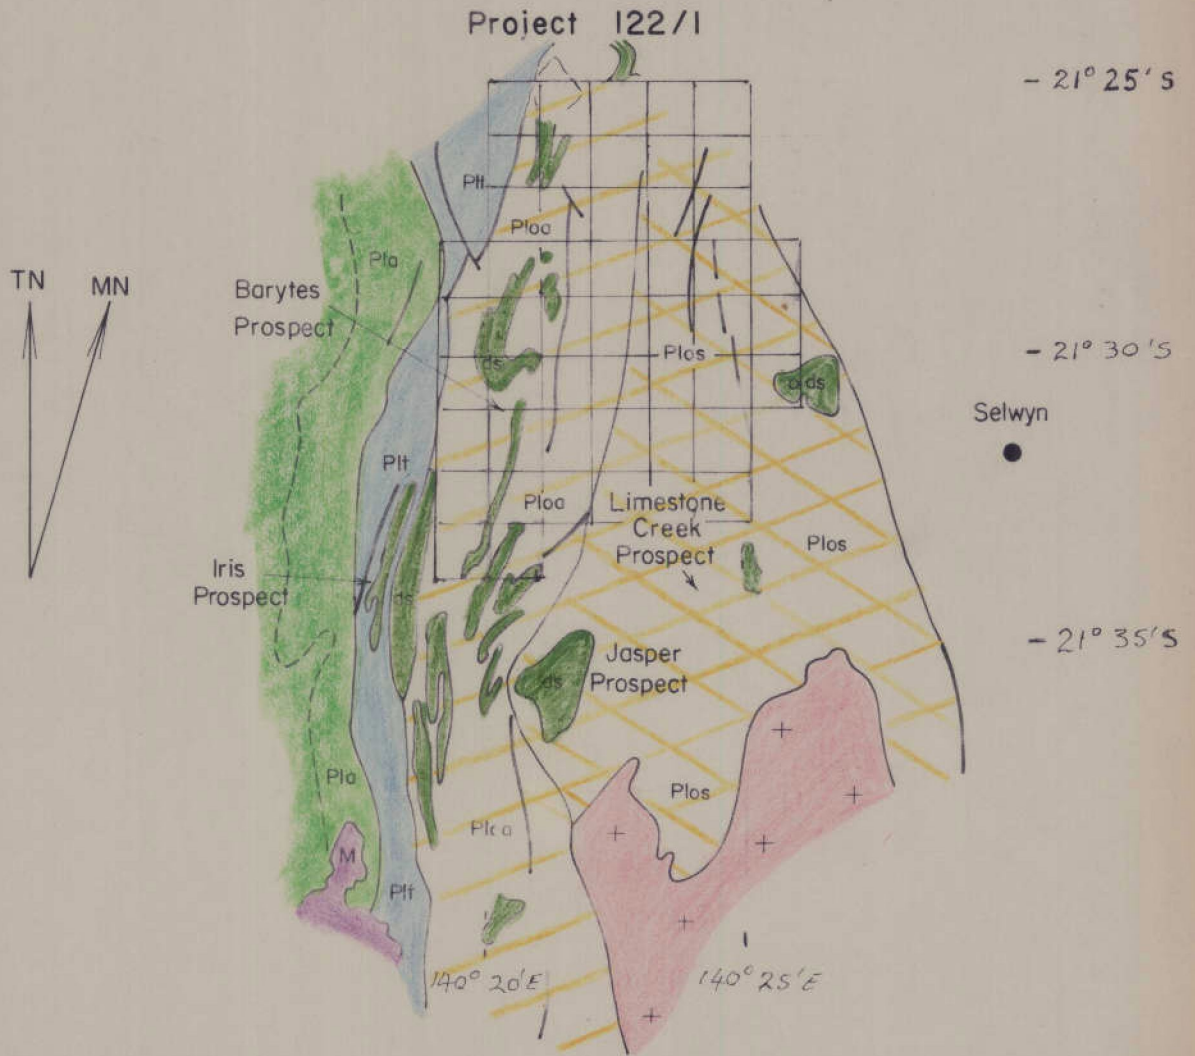 Project 122/1
- 21° 25' S
Plt
Ploa
Pla
TN
MN
Barytes
Prospect
- 21° 30' S
Plos
ds
ds
Selwyn
Plt
Ploa
Limestone
Creek
Prospect
Plos
Iris
Prospect
ds
- 21° 35' S
Jasper
Prospect
ds
Pla
Plos
M
Plt
140° 20' E
140° 25' E